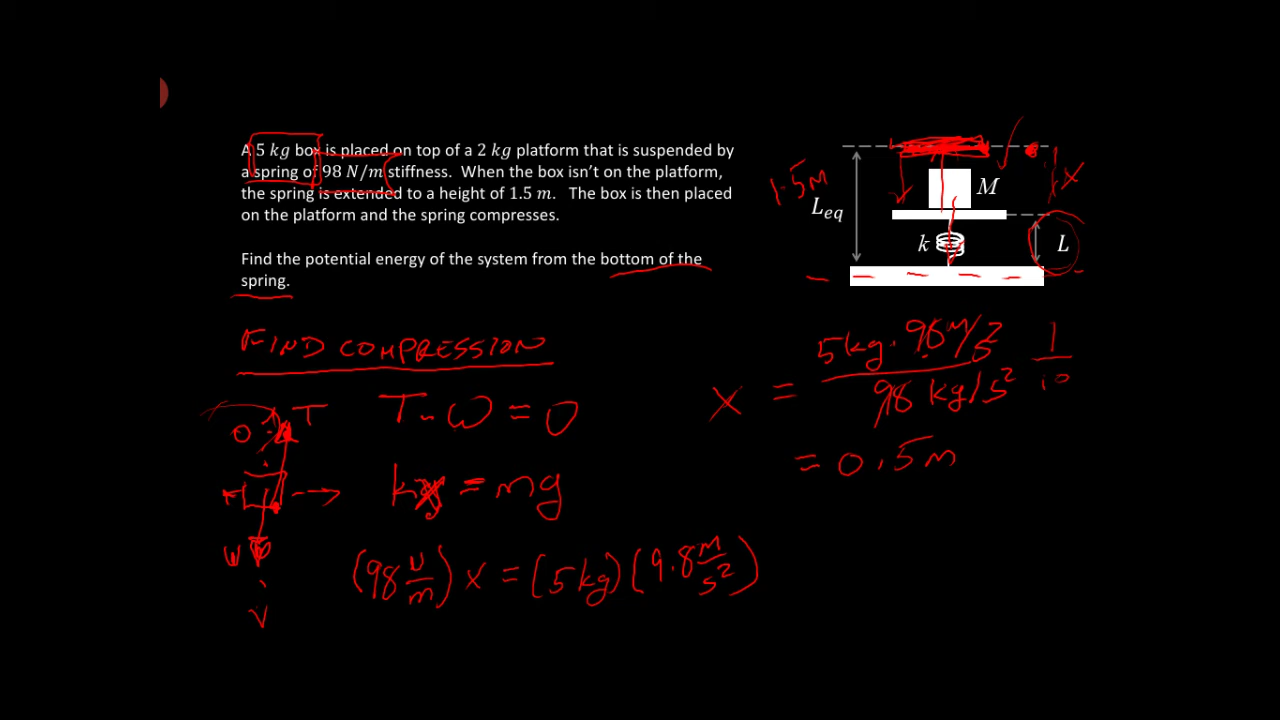 A 5 kg box is placed on top of a 2 kg platform that is suspended by
a spring of 98 N/m stiffness. When the box isn't on the platform,
the spring is extended to a height of 1.5 m. The box is then placed
on the platform and the spring compresses.
Find the potential energy of the system from the bottom of the
spring.
1.5M
L_eq
M
k
L
x
FIND COMPRESSION
T
W
T - W = 0
kx = mg
(98 N/m) x = (5kg) (9.8 m/s²)
x = 5kg · 9.8 m/s² / 98 kg/s² 1/10
= 0.5m